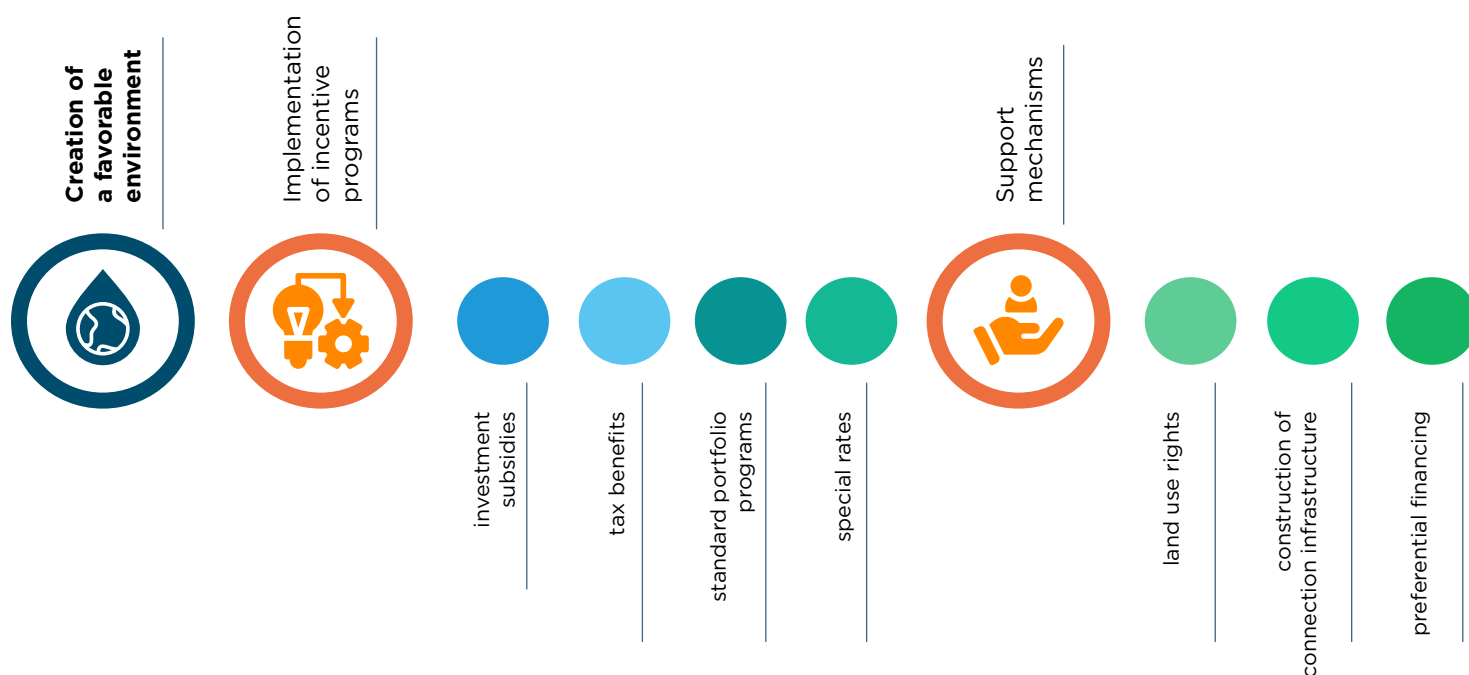 Creation of
a favorable
environment
Implementation
of incentive
programs
investment
subsidies
tax benefits
standard portfolio
programs
special rates
Support
mechanisms
land use rights
construction of
connection infrastructure
preferential financing